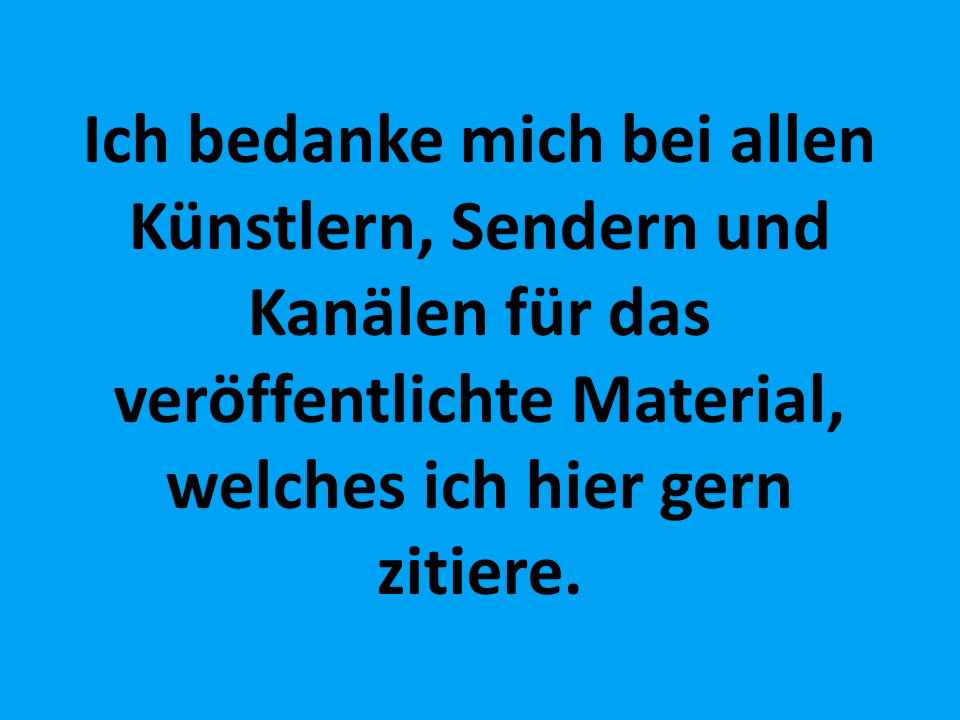 Ich bedanke mich bei allen
Künstlern, Sendern und
Kanälen für das
veröffentlichte Material,
welches ich hier gern
zitiere.